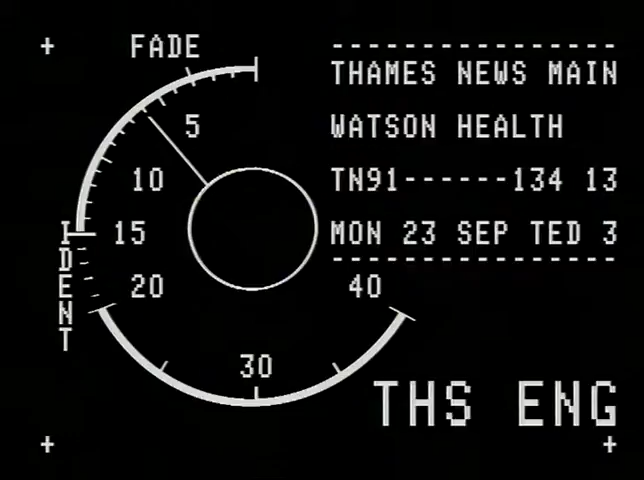 FADE
----------------
THAMES NEWS MAIN
WATSON HEALTH
TN91------134 13
MON 23 SEP TED 3
----------------
5
10
15
20
30
40
IDENT
THS ENG